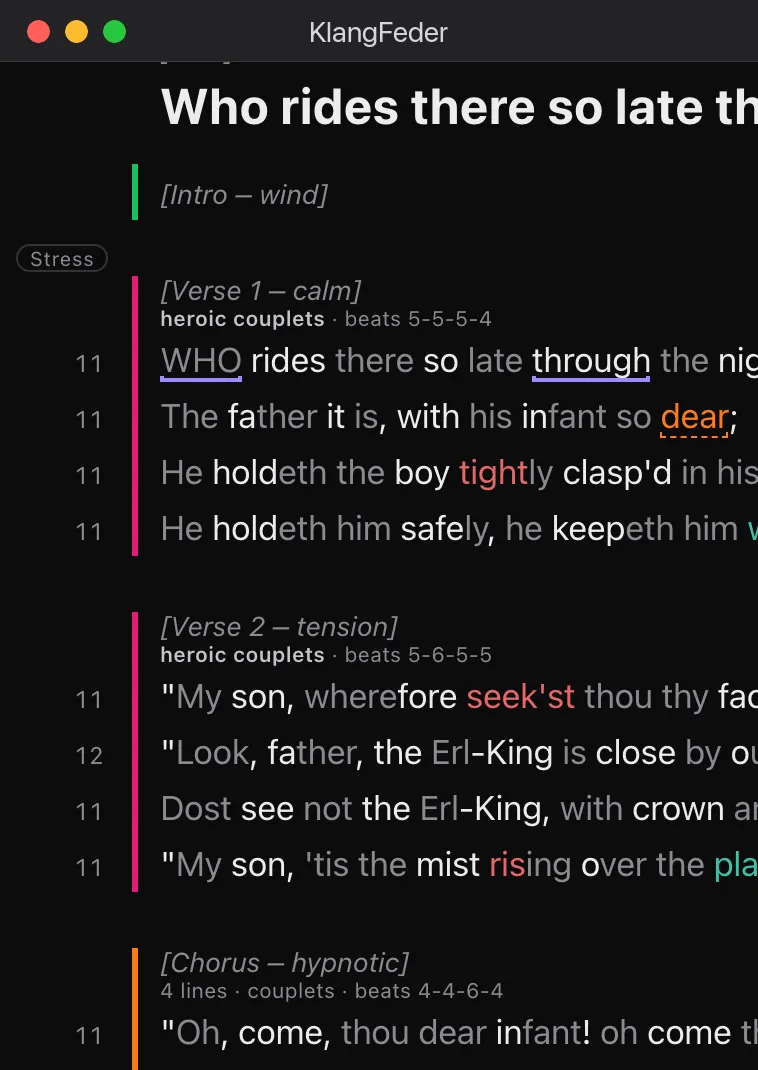 KlangFeder
Who rides there so late th
[Intro – wind]
Stress
[Verse 1 – calm]
heroic couplets · beats 5-5-5-4
11 WHO rides there so late through the nig
11 The father it is, with his infant so dear;
11 He holdeth the boy tightly clasp'd in his
11 He holdeth him safely, he keepeth him w
[Verse 2 – tension]
heroic couplets · beats 5-6-5-5
11 "My son, wherefore seek'st thou thy fac
12 "Look, father, the Erl-King is close by ou
11 Dost see not the Erl-King, with crown an
11 "My son, 'tis the mist rising over the pla
[Chorus – hypnotic]
4 lines · couplets · beats 4-4-6-4
11 "Oh, come, thou dear infant! oh come th